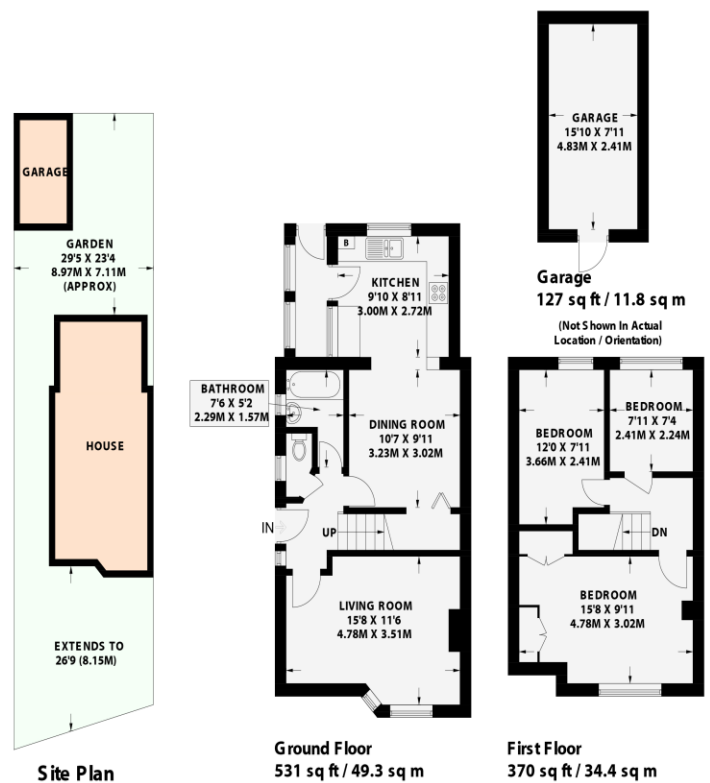 GARAGE
GARDEN
29'5 X 23'4
8.97M X 7.11M
(APPROX)
HOUSE
EXTENDS TO
26'9 (8.15M)
Site Plan
B
KITCHEN
9'10 X 8'11
3.00M X 2.72M
BATHROOM
7'6 X 5'2
2.29M X 1.57M
DINING ROOM
10'7 X 9'11
3.23M X 3.02M
IN
UP
LIVING ROOM
15'8 X 11'6
4.78M X 3.51M
Ground Floor
531 sq ft / 49.3 sq m
GARAGE
15'10 X 7'11
4.83M X 2.41M
Garage
127 sq ft / 11.8 sq m
(Not Shown In Actual
Location / Orientation)
BEDROOM
12'0 X 7'11
3.66M X 2.41M
BEDROOM
7'11 X 7'4
2.41M X 2.24M
DN
BEDROOM
15'8 X 9'11
4.78M X 3.02M
First Floor
370 sq ft / 34.4 sq m